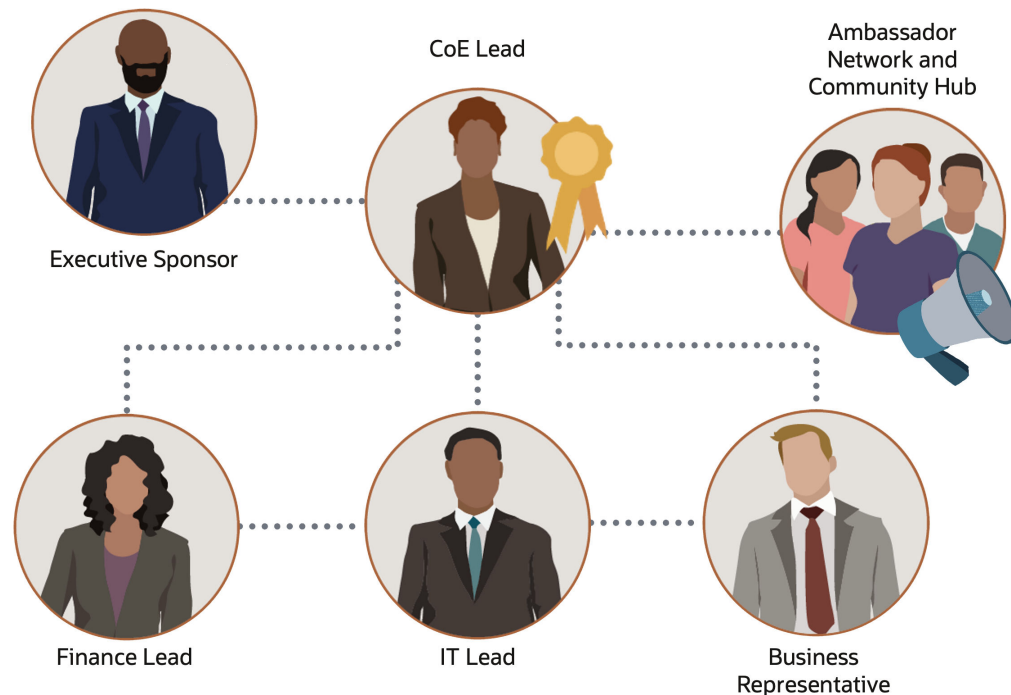 CoE Lead
Ambassador
Network and
Community Hub
Executive Sponsor
Finance Lead
IT Lead
Business
Representative